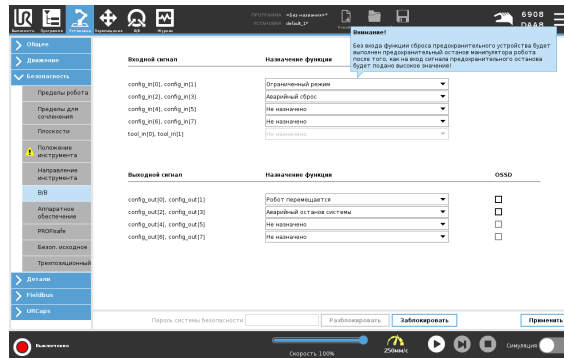 ПРОГРАММА <Без названия>*
УСТАНОВКА default_1*
6908
DAA8
Выполнить Программа Установка Перемещение В/В Журнал
Внимание!
Без входа функции сброса предохранительного устройства будет
выполнен предохранительный останов манипулятора робота
после того, как на вход сигнала предохранительного останова
будет подано высокое значение!
Общее
Движение
Безопасность
Пределы робота
Пределы для
сочленения
Плоскости
Положение
инструмента
Направление
инструмента
В/В
Аппаратное
обеспечение
PROFIsafe
Безоп. исходное
Трехпозиционный
Детали
Fieldbus
URCaps
Входной сигнал Назначение функции
config_in[0], config_in[1] Ограниченный режим
config_in[2], config_in[3] Аварийный сброс
config_in[4], config_in[5] Не назначено
config_in[6], config_in[7] Не назначено
tool_in[0], tool_in[1] Не назначено
Выходной сигнал Назначение функции OSSD
config_out[0], config_out[1] Робот перемещается
config_out[2], config_out[3] Аварийный останов системы
config_out[4], config_out[5] Не назначено
config_out[6], config_out[7] Не назначено
Пароль системы безопасности Разблокировать Заблокировать Применить
Выключение
Скорость 100%
250мм/с
Симуляция